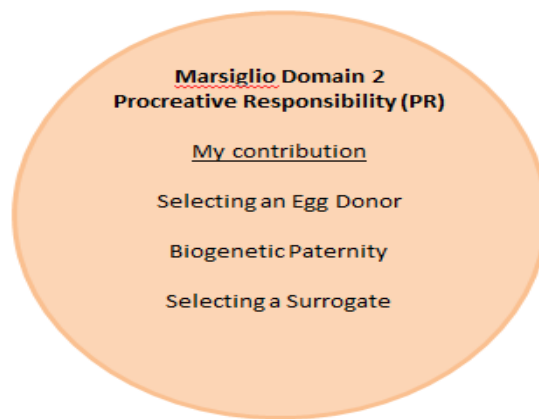 Marsiglio Domain 2
Procreative Responsibility (PR)
My contribution
Selecting an Egg Donor
Biogenetic Paternity
Selecting a Surrogate